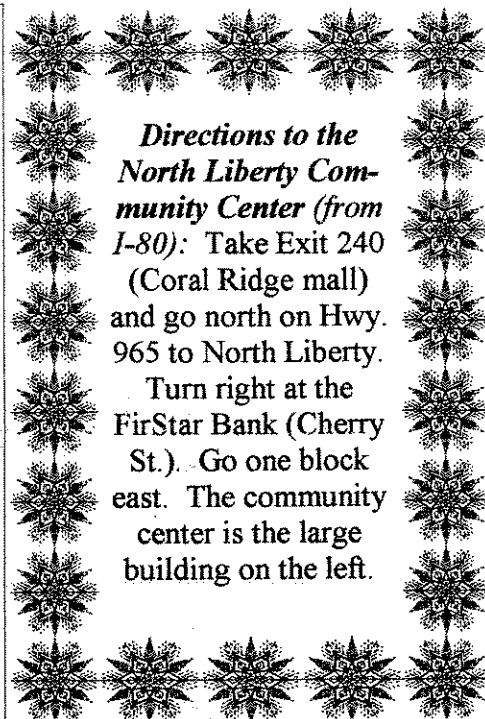 Directions to the
North Liberty Com-
munity Center (from
I-80): Take Exit 240
(Coral Ridge mall)
and go north on Hwy.
965 to North Liberty.
Turn right at the
FirStar Bank (Cherry
St.). Go one block
east. The community
center is the large
building on the left.